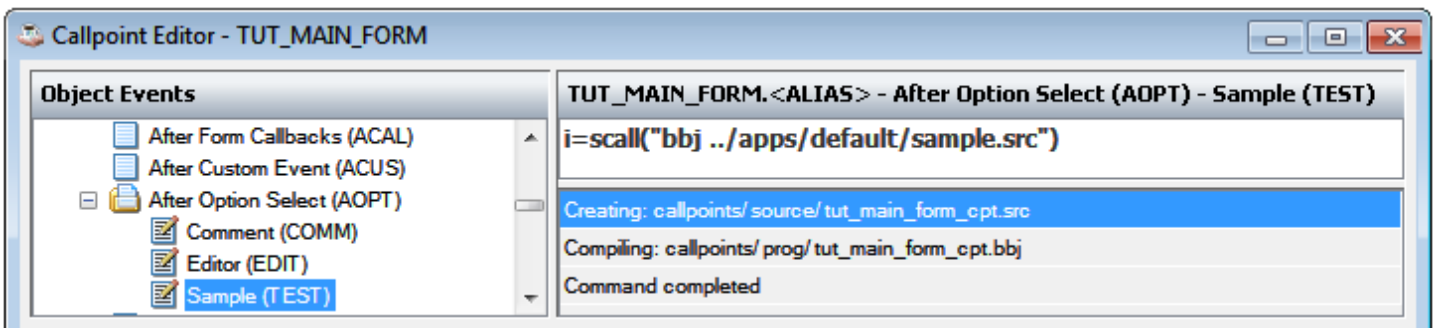 Callpoint Editor - TUT_MAIN_FORM
Object Events
After Form Callbacks (ACAL)
After Custom Event (ACUS)
After Option Select (AOPT)
Comment (COMM)
Editor (EDIT)
Sample (TEST)
TUT_MAIN_FORM.<ALIAS> - After Option Select (AOPT) - Sample (TEST)
i=scall("bbj ../apps/default/sample.src")
Creating: callpoints/source/tut_main_form_cpt.src
Compiling: callpoints/prog/tut_main_form_cpt.bbj
Command completed